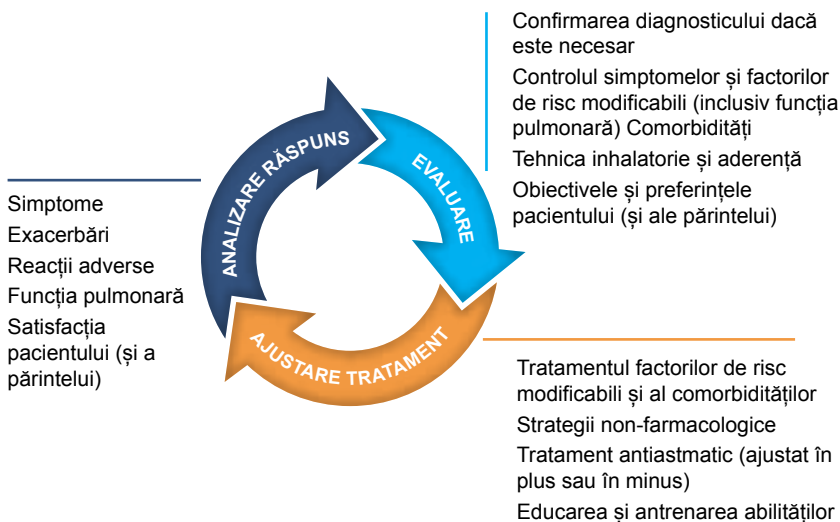 Confirmarea diagnosticului dacă
este necesar
Controlul simptomelor și factorilor
de risc modificabili (inclusiv funcția
pulmonară) Comorbidități
Tehnica inhalatorie și aderență
Obiectivele și preferințele
pacientului (și ale părintelui)
EVALUARE
ANALIZARE RĂSPUNS
AJUSTARE TRATAMENT
Simptome
Exacerbări
Reacții adverse
Funcția pulmonară
Satisfacția
pacientului (și a
părintelui)
Tratamentul factorilor de risc
modificabili și al comorbidităților
Strategii non-farmacologice
Tratament antiastmatic (ajustat în
plus sau în minus)
Educarea și antrenarea abilităților